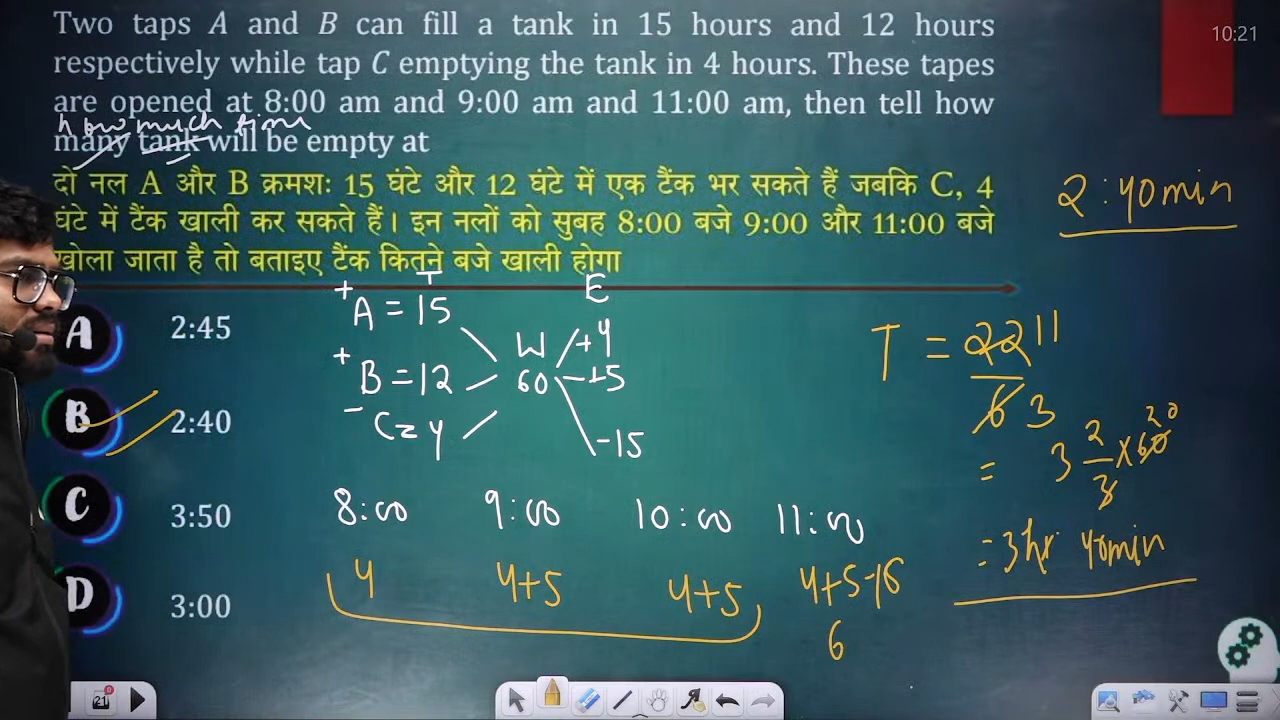 Two taps A and B can fill a tank in 15 hours and 12 hours
respectively while tap C emptying the tank in 4 hours. These tapes
are opened at 8:00 am and 9:00 am and 11:00 am, then tell how
how much time
many tank will be empty at
दो नल A और B क्रमशः 15 घंटे और 12 घंटे में एक टैंक भर सकते हैं जबकि C, 4
घंटे में टैंक खाली कर सकते हैं। इन नलों को सुबह 8:00 बजे 9:00 और 11:00 बजे
खोला जाता है तो बताइए टैंक कितने बजे खाली होगा
10:21
2:40min
A 2:45
B 2:40
C 3:50
D 3:00
T E
+ A = 15
W +4
+ B = 12 60 +5
- C = 4
-15
8:00 9:00 10:00 11:00
4 4+5 4+5 4+5-15
6
T = 22 11
6 3
= 3 2/3 × 60 20
= 3hr 40min
21